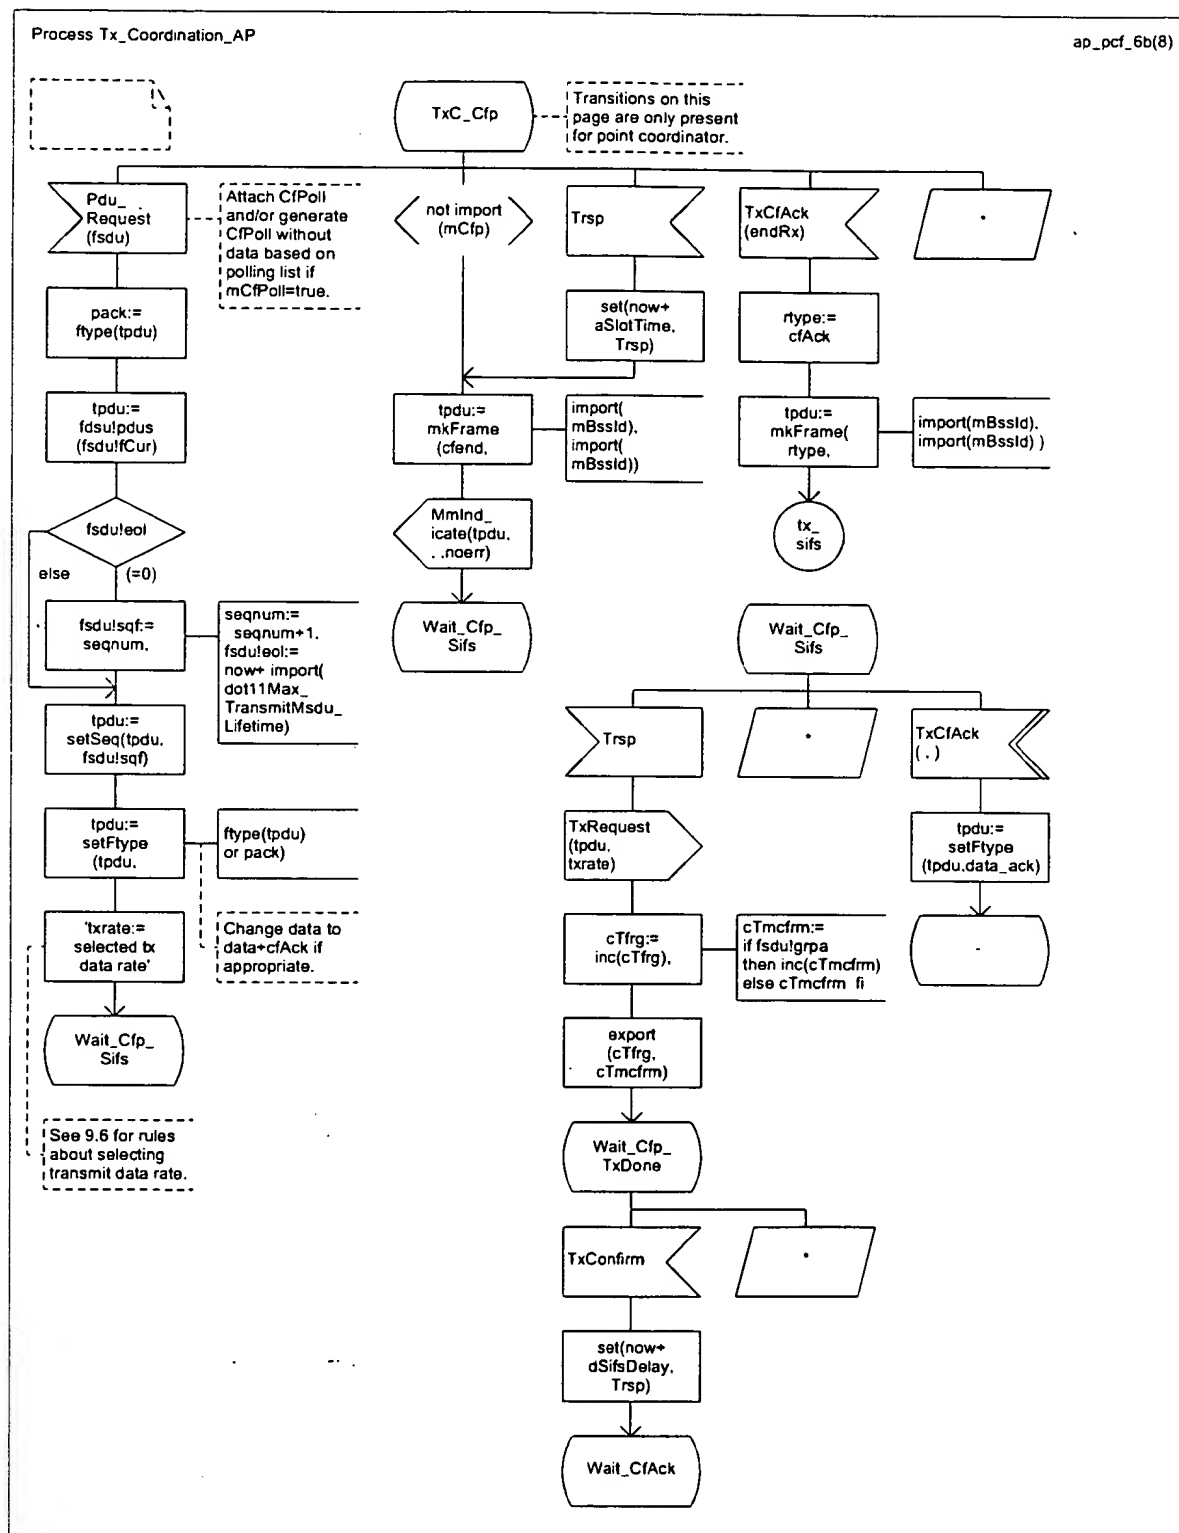 Process Tx_Coordination_AP
ap_pcf_6b(8)
TxC_Cfp
Transitions on this
page are only present
for point coordinator.
Pdu_
Request
(fsdu)
Attach CfPoll
and/or generate
CfPoll without
data based on
polling list if
mCfPoll=true.
not import
(mCfp)
Trsp
TxCfAck
(endRx)
*
pack:=
ftype(tpdu)
set(now+
aSlotTime,
Trsp)
rtype:=
cfAck
tpdu:=
fdsu!pdus
(fsdu!fCur)
tpdu:=
mkFrame
(cfend,
import(
mBssId),
import(
mBssId))
tpdu:=
mkFrame(
rtype,
import(mBssId),
import(mBssId) )
fsdu!eol
else
(=0)
MmInd_
icate(tpdu,
, ,noerr)
tx_
sifs
fsdu!sqf:=
seqnum,
seqnum:=
seqnum+1,
fsdu!eol:=
now+ import(
dot11Max_
TransmitMsdu_
Lifetime)
Wait_Cfp_
Sifs
Wait_Cfp_
Sifs
tpdu:=
setSeq(tpdu,
fsdu!sqf)
Trsp
*
TxCfAck
( , )
tpdu:=
setFtype
(tpdu,
ftype(tpdu)
or pack)
TxRequest
(tpdu,
txrate)
tpdu:=
setFtype
(tpdu,data_ack)
'txrate:=
selected tx
data rate'
Change data to
data+cfAck if
appropriate.
cTfrg:=
inc(cTfrg),
cTmcfrm:=
if fsdu!grpa
then inc(cTmcfrm)
else cTmcfrm fi
-
Wait_Cfp_
Sifs
export
(cTfrg,
cTmcfrm)
See 9.6 for rules
about selecting
transmit data rate.
Wait_Cfp_
TxDone
TxConfirm
*
set(now+
dSifsDelay,
Trsp)
Wait_CfAck